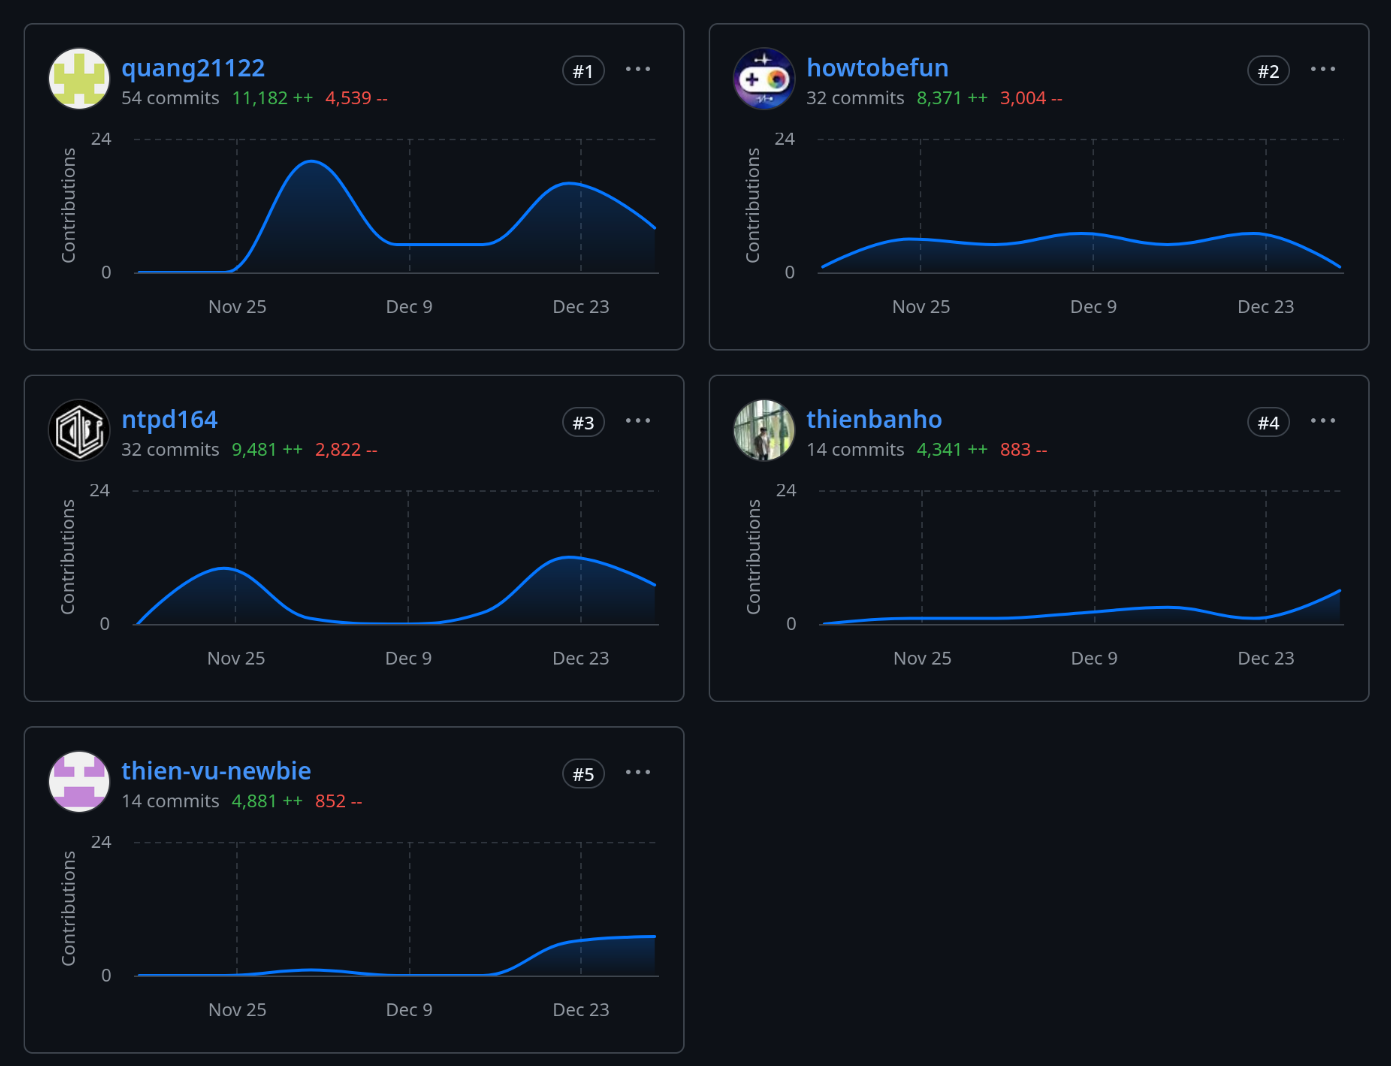 quang21122
#1
54 commits 11,182 ++ 4,539 --
24
Contributions
0
Nov 25 Dec 9 Dec 23
howtobefun
#2
32 commits 8,371 ++ 3,004 --
24
Contributions
0
Nov 25 Dec 9 Dec 23
ntpd164
#3
32 commits 9,481 ++ 2,822 --
24
Contributions
0
Nov 25 Dec 9 Dec 23
thienbanho
#4
14 commits 4,341 ++ 883 --
24
Contributions
0
Nov 25 Dec 9 Dec 23
thien-vu-newbie
#5
14 commits 4,881 ++ 852 --
24
Contributions
0
Nov 25 Dec 9 Dec 23